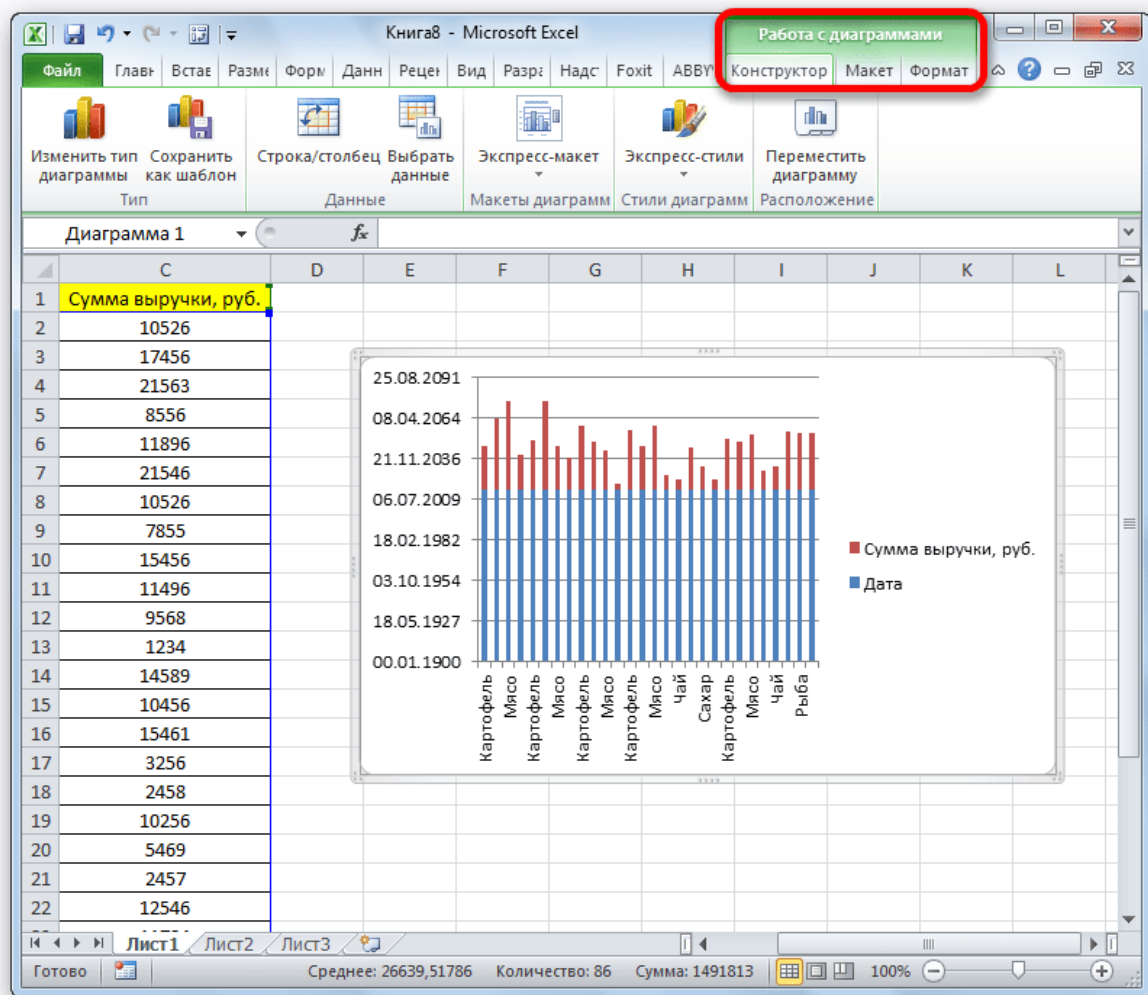 Книга8 - Microsoft Excel
Работа с диаграммами
Файл Главн Встав Разме Форм Данн Рецен Вид Разра Надс Foxit ABBY Конструктор Макет Формат
Изменить тип диаграммы
Сохранить как шаблон
Строка/столбец
Выбрать данные
Экспресс-макет
Экспресс-стили
Переместить диаграмму
Тип Данные Макеты диаграмм Стили диаграмм Расположение
Диаграмма 1 fx
C D E F G H I J K L
1 Сумма выручки, руб.
2 10526
3 17456
4 21563
5 8556
6 11896
7 21546
8 10526
9 7855
10 15456
11 11496
12 9568
13 1234
14 14589
15 10456
16 15461
17 3256
18 2458
19 10256
20 5469
21 2457
22 12546
25.08.2091
08.04.2064
21.11.2036
06.07.2009
18.02.1982
03.10.1954
18.05.1927
00.01.1900
Картофель
Мясо
Картофель
Мясо
Картофель
Мясо
Картофель
Мясо
Чай
Сахар
Картофель
Мясо
Чай
Рыба
Сумма выручки, руб.
Дата
Лист1 Лист2 Лист3
Готово Среднее: 26639,51786 Количество: 86 Сумма: 1491813 100%